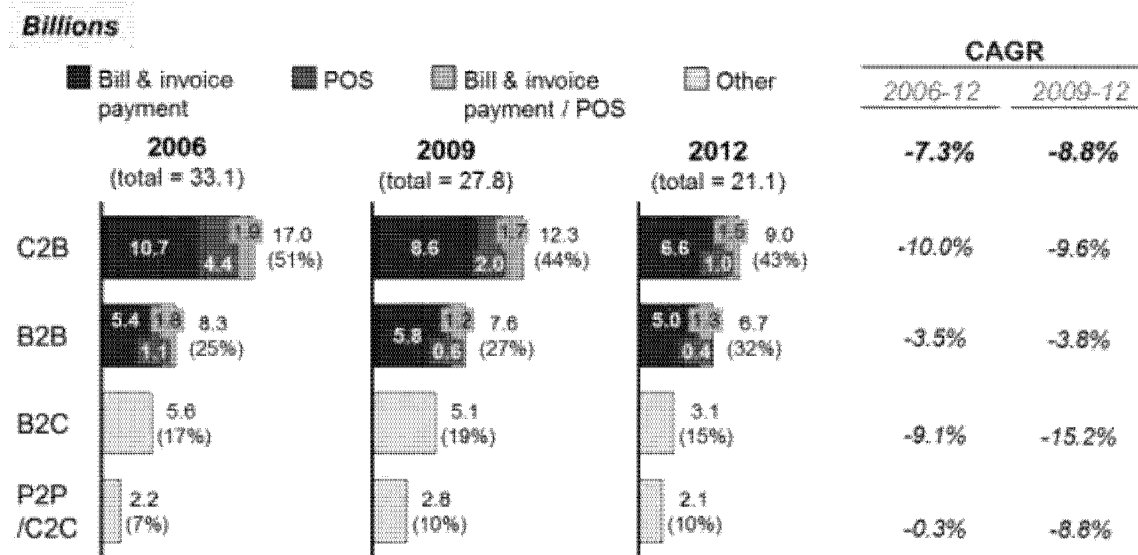 Billions
Bill & invoice payment
POS
Bill & invoice payment / POS
Other
CAGR
2006-12 2009-12
2006
(total = 33.1)
2009
(total = 27.8)
2012
(total = 21.1)
-7.3% -8.8%
C2B
10.7 4.4 1.9 17.0 (51%)
8.6 2.0 1.7 12.3 (44%)
6.6 1.0 1.5 9.0 (43%)
-10.0% -9.6%
B2B
5.4 1.1 1.8 8.3 (25%)
5.8 0.6 1.2 7.6 (27%)
5.0 0.4 1.3 6.7 (32%)
-3.5% -3.8%
B2C
5.6 (17%)
5.1 (19%)
3.1 (15%)
-9.1% -15.2%
P2P
/C2C
2.2 (7%)
2.8 (10%)
2.1 (10%)
-0.3% -8.8%